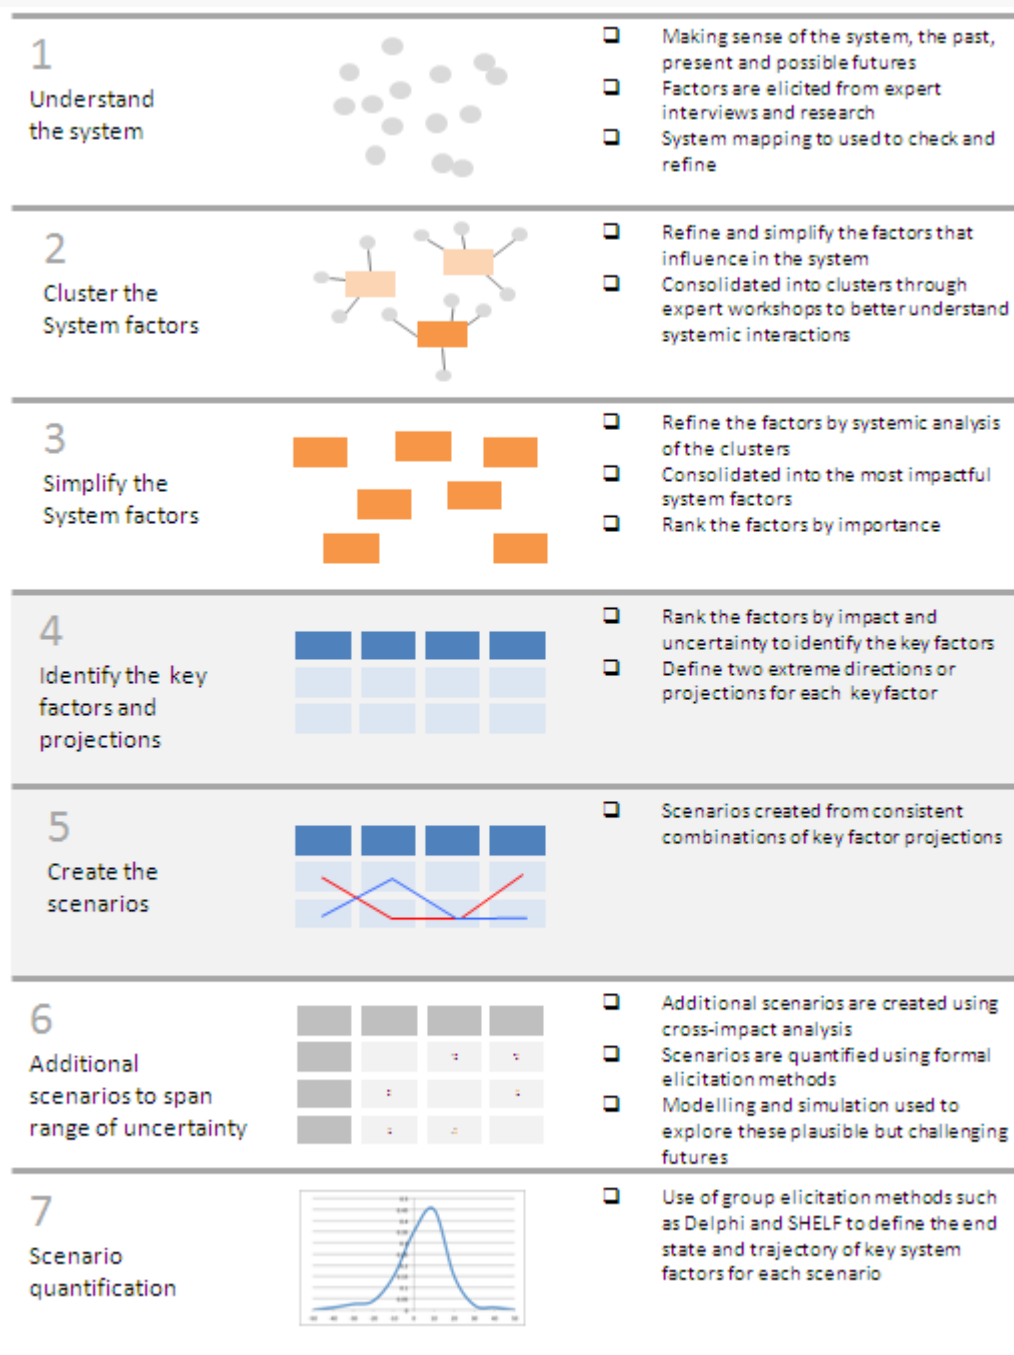 1
Understand
the system
Making sense of the system, the past,
present and possible futures
Factors are elicited from expert
interviews and research
System mapping to used to check and
refine
2
Cluster the
System factors
Refine and simplify the factors that
influence in the system
Consolidated into clusters through
expert workshops to better understand
systemic interactions
3
Simplify the
System factors
Refine the factors by systemic analysis
of the clusters
Consolidated into the most impactful
system factors
Rank the factors by importance
4
Identify the key
factors and
projections
Rank the factors by impact and
uncertainty to identify the key factors
Define two extreme directions or
projections for each key factor
5
Create the
scenarios
Scenarios created from consistent
combinations of key factor projections
6
Additional
scenarios to span
range of uncertainty
Additional scenarios are created using
cross-impact analysis
Scenarios are quantified using formal
elicitation methods
Modelling and simulation used to
explore these plausible but challenging
futures
7
Scenario
quantification
Use of group elicitation methods such
as Delphi and SHELF to define the end
state and trajectory of key system
factors for each scenario